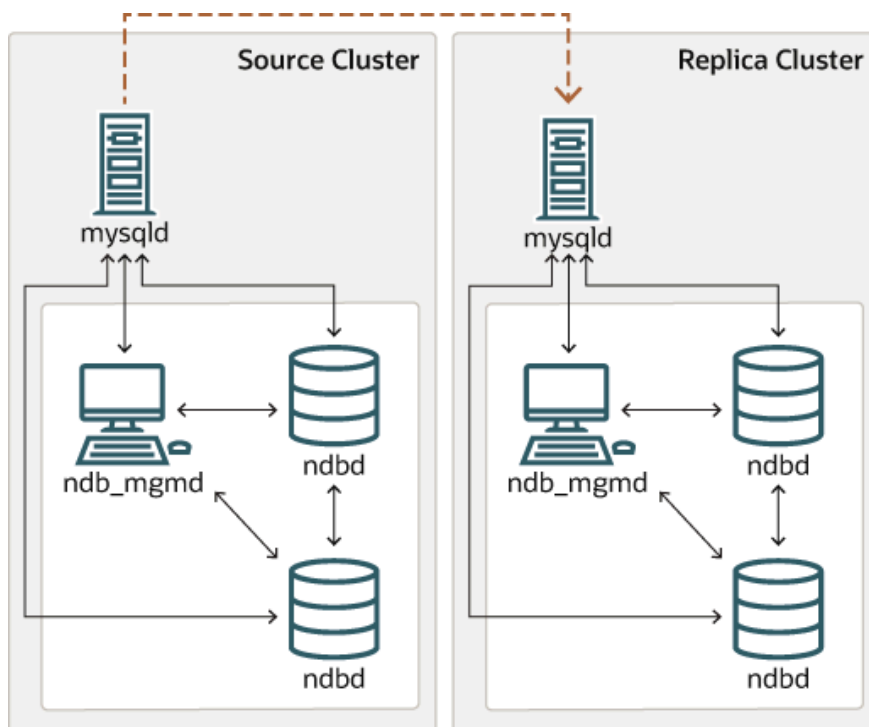 Source Cluster
mysqld
ndb_mgmd
ndbd
ndbd
Replica Cluster
mysqld
ndb_mgmd
ndbd
ndbd